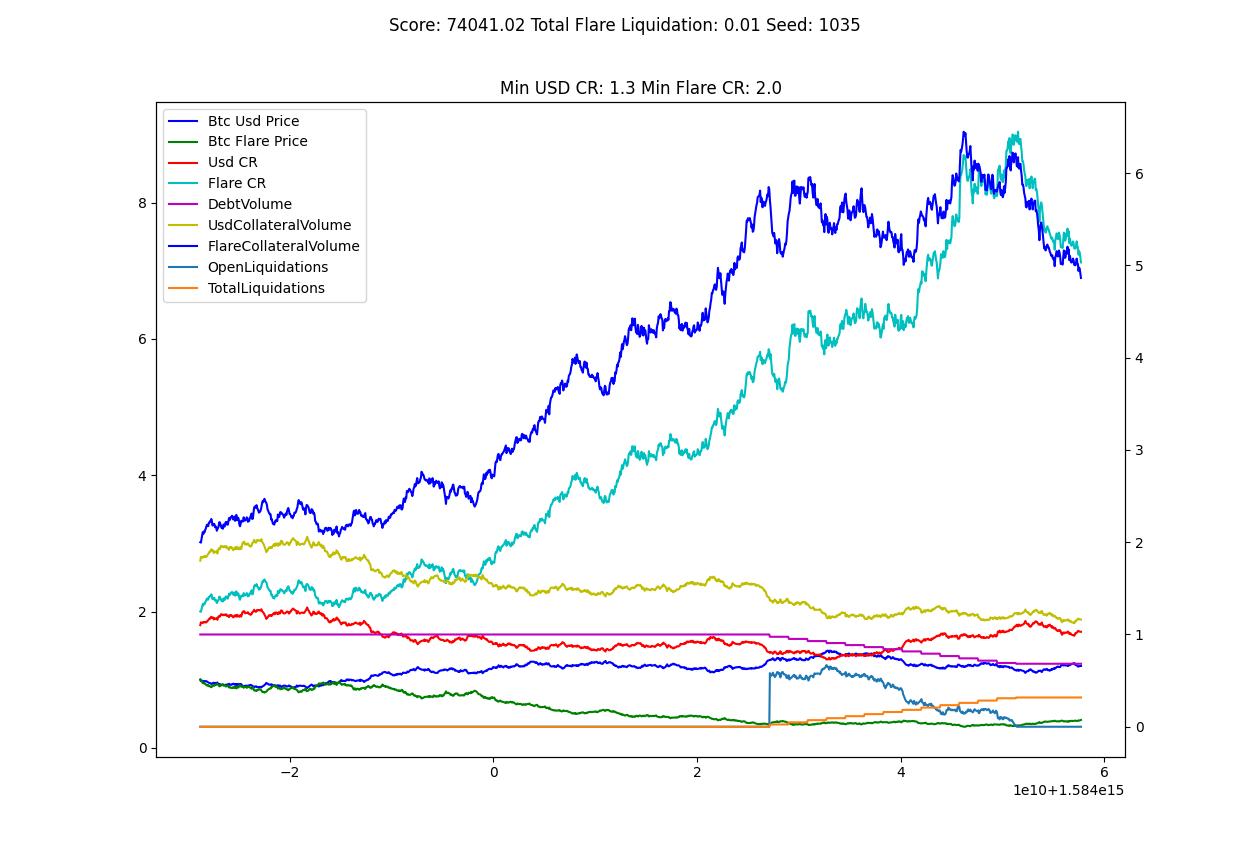 Score: 74041.02 Total Flare Liquidation: 0.01 Seed: 1035
Min USD CR: 1.3 Min Flare CR: 2.0
Btc Usd Price
Btc Flare Price
Usd CR
Flare CR
DebtVolume
UsdCollateralVolume
FlareCollateralVolume
OpenLiquidations
TotalLiquidations
8
6
4
2
0
6
5
4
3
2
1
0
−2
0
2
4
6
1e10+1.584e15